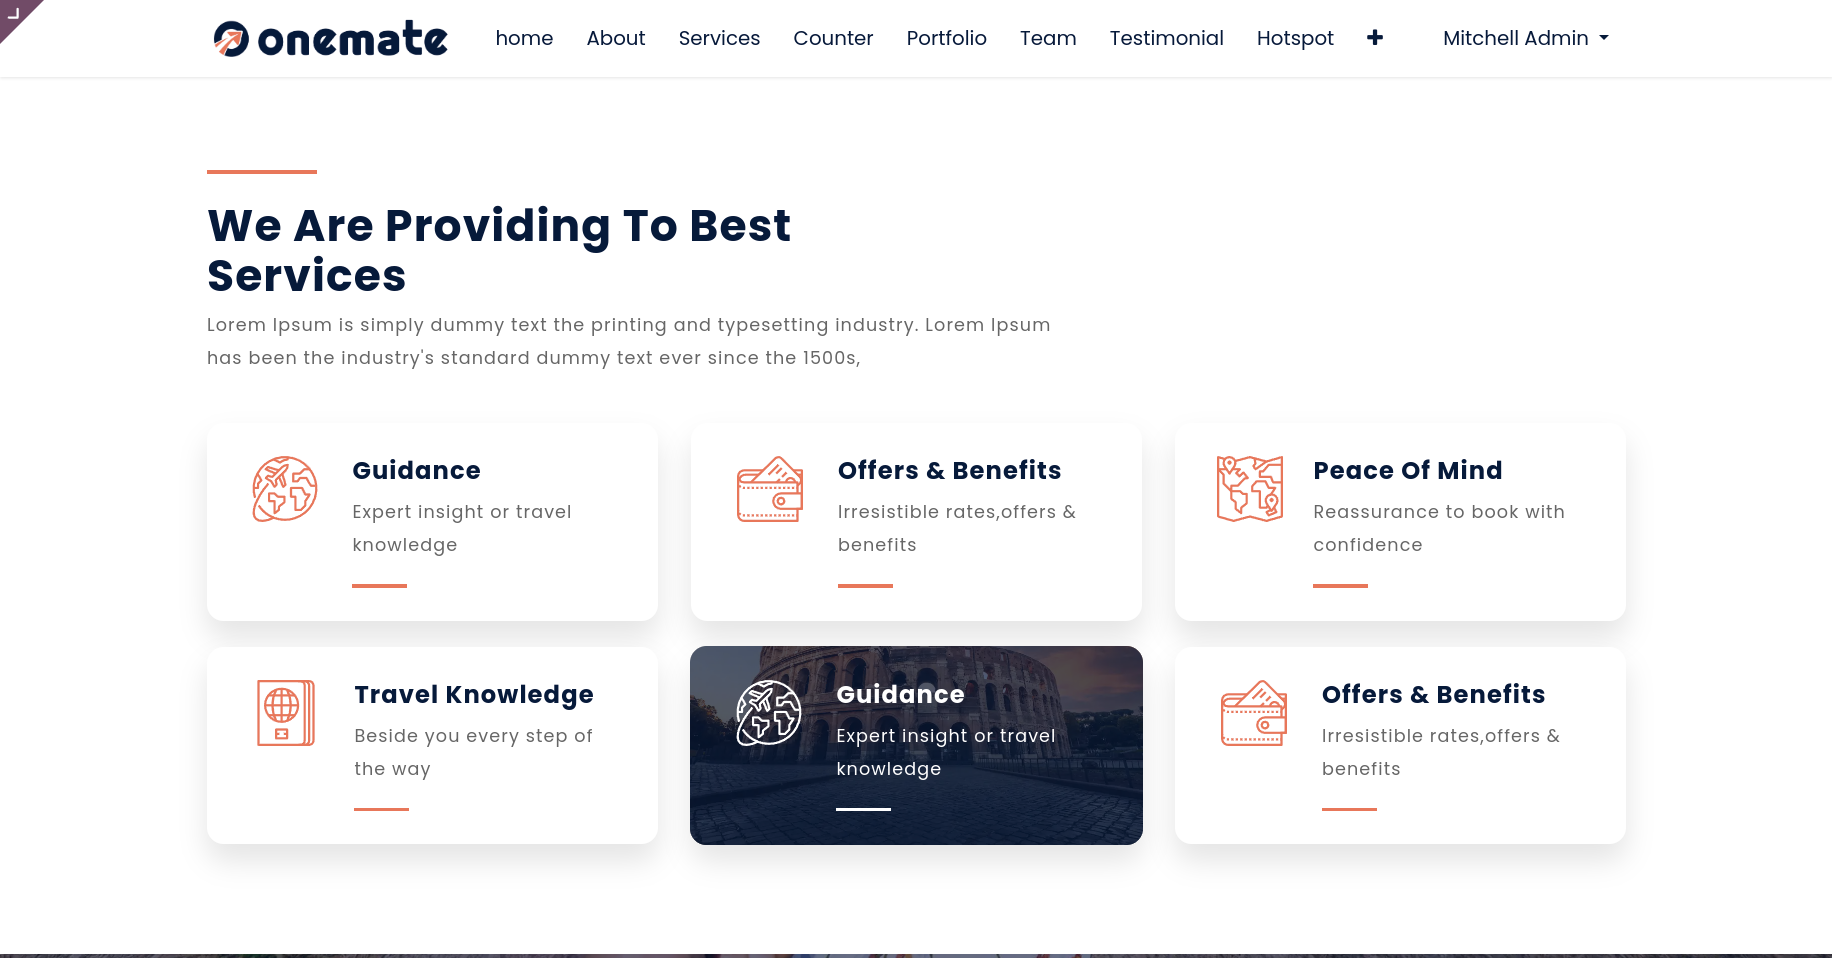 onemate home About Services Counter Portfolio Team Testimonial Hotspot Mitchell Admin
We Are Providing To Best
Services
Lorem Ipsum is simply dummy text the printing and typesetting industry. Lorem Ipsum
has been the industry's standard dummy text ever since the 1500s,
Guidance
Expert insight or travel
knowledge
Offers & Benefits
Irresistible rates,offers &
benefits
Peace Of Mind
Reassurance to book with
confidence
Travel Knowledge
Beside you every step of
the way
Guidance
Expert insight or travel
knowledge
Offers & Benefits
Irresistible rates,offers &
benefits